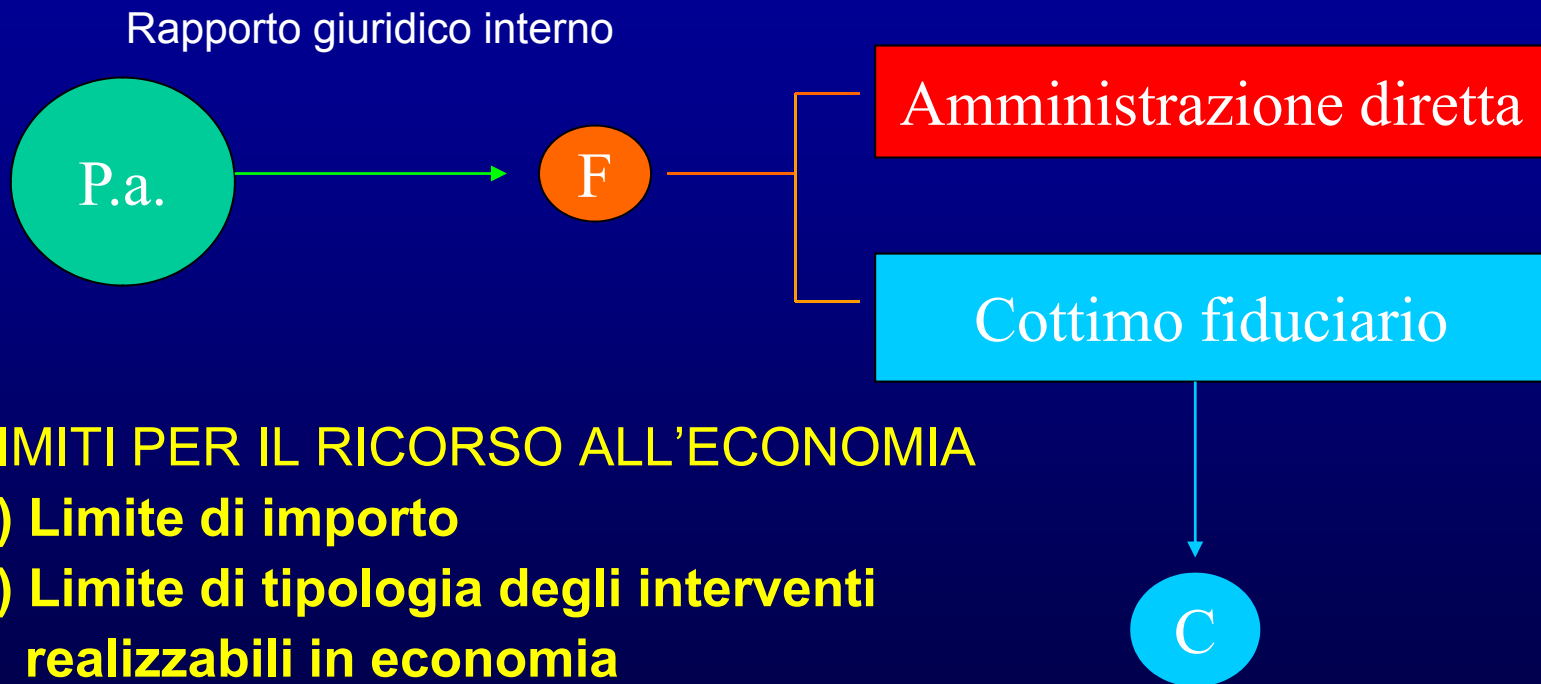 Rapporto giuridico interno
Amministrazione diretta
P.a.
F
Cottimo fiduciario
IMITI PER IL RICORSO ALL’ECONOMIA
) Limite di importo
) Limite di tipologia degli interventi
realizzabili in economia
C